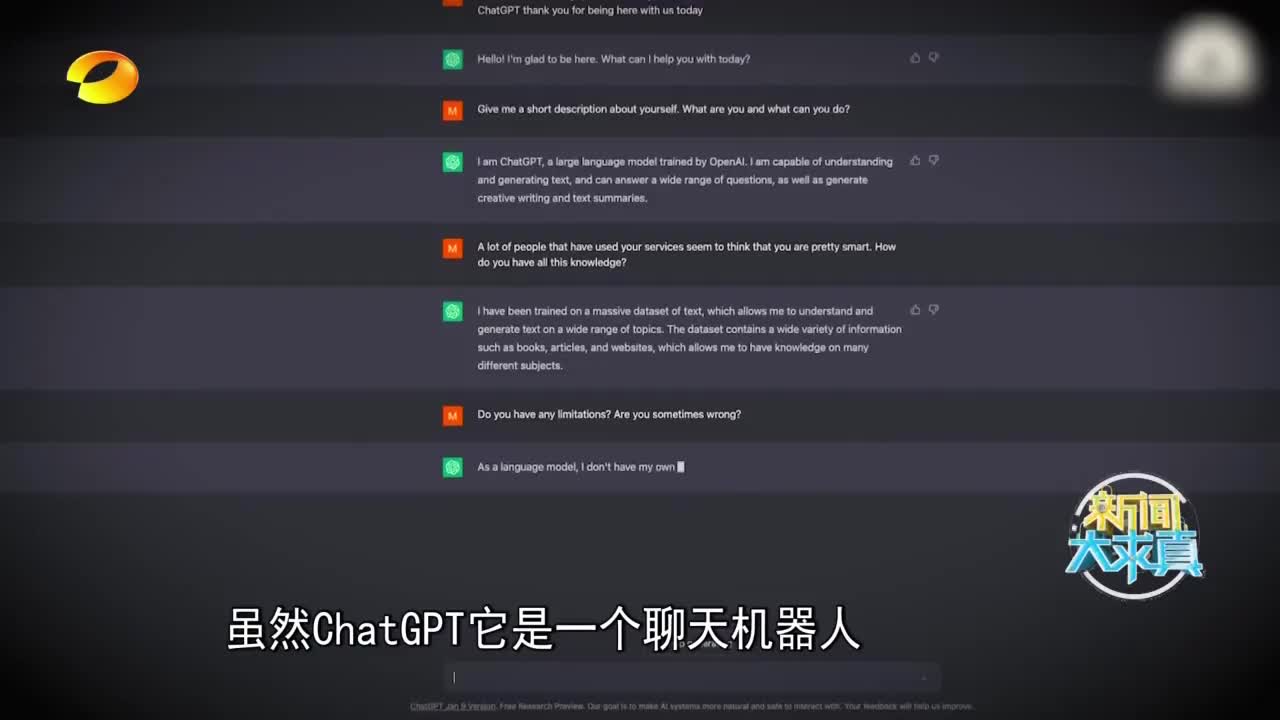 ChatGPT thank you for being here with us today
Hello! I'm glad to be here. What can I help you with today?
M
Give me a short description about yourself. What are you and what can you do?
I am ChatGPT, a large language model trained by OpenAI. I am capable of understanding
and generating text, and can answer a wide range of questions, as well as generate
creative writing and text summaries.
M
A lot of people that have used your services seem to think that you are pretty smart. How
do you have all this knowledge?
I have been trained on a massive dataset of text, which allows me to understand and
generate text on a wide range of topics. The dataset contains a wide variety of information
such as books, articles, and websites, which allows me to have knowledge on many
different subjects.
M
Do you have any limitations? Are you sometimes wrong?
As a language model, I don't have my own
新闻
大求真
虽然ChatGPT它是一个聊天机器人
ChatGPT Jan 9 Version. Free Research Preview. Our goal is to make AI systems more natural and safe to interact with. Your feedback will help us improve.